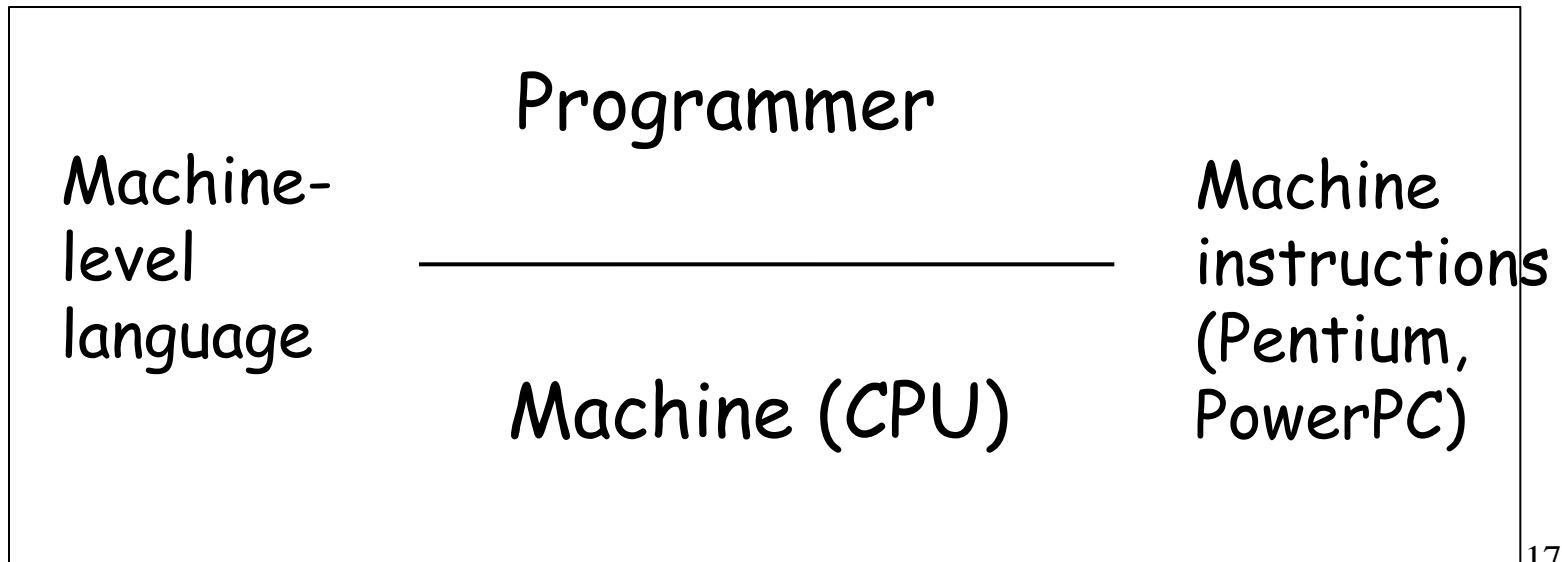 Programmer
Machine-
level
language
Machine (CPU)
Machine
instructions
(Pentium,
PowerPC)
17